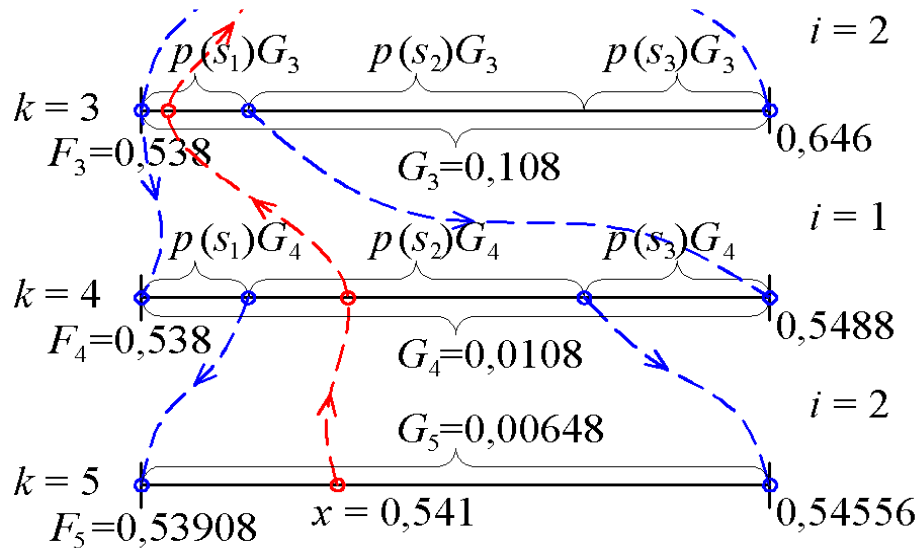 i = 2
p(s₁)G₃ p(s₂)G₃ p(s₃)G₃
k = 3
F₃=0,538 G₃=0,108 0,646
i = 1
p(s₁)G₄ p(s₂)G₄ p(s₃)G₄
k = 4
F₄=0,538 G₄=0,0108 0,5488
i = 2
G₅=0,00648
k = 5
F₅=0,53908 x = 0,541 0,54556